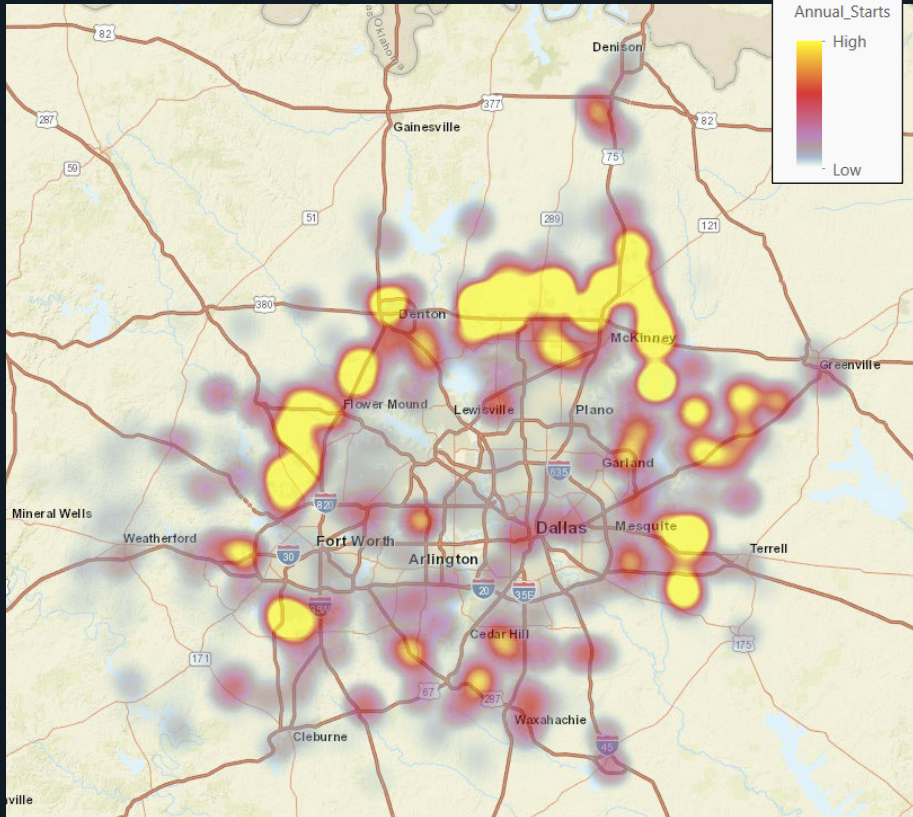 Annual_Starts
High
Low
as Oklahoma
82
Denison
377
287
82
Gainesville
75
59
51
289
121
380
Denton
McKinney
Greenville
Flower Mound
Lewisville
Plano
Garland
635
820
Mineral Wells
Dallas
Mesquite
Weatherford
Fort Worth
30
Arlington
Terrell
20
35E
35W
Cedar Hill
175
171
67
287
Waxahachie
Cleburne
45
ville